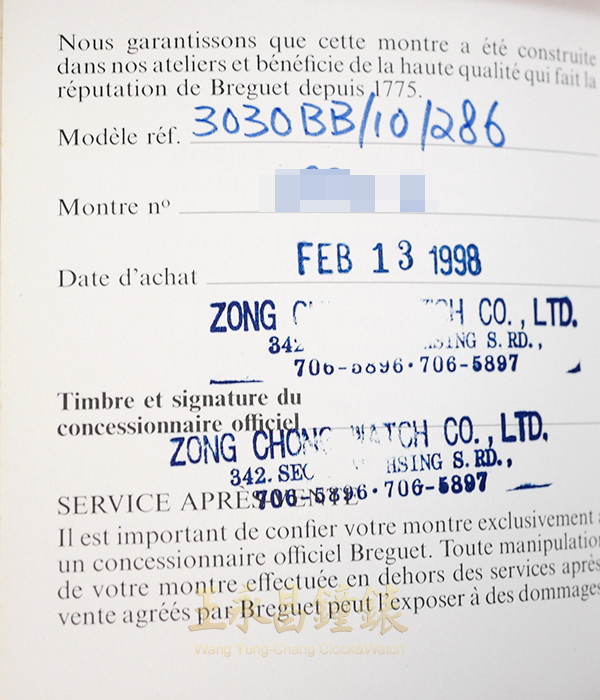 Nous garantissons que cette montre a été construite
dans nos ateliers et bénéficie de la haute qualité qui fait la
réputation de Breguet depuis 1775.
Modèle réf. 3030BB/10/286
Montre nº
Date d'achat FEB 13 1998
ZONG CO., LTD.
342 S. RD.,
706-5896·706-5897
Timbre et signature du
concessionnaire officiel
ZONG CHONG WATCH CO., LTD.
342. SEC HSING S. RD.,
706-5896·706-5897
SERVICE APRÈS-VENTE
Il est important de confier votre montre exclusivement à
un concessionnaire officiel Breguet. Toute manipulation
de votre montre effectuée en dehors des services après-
vente agréés par Breguet peut l'exposer à des dommages
王永昌鐘錶
Wang Yung-Chang Clock&Watch